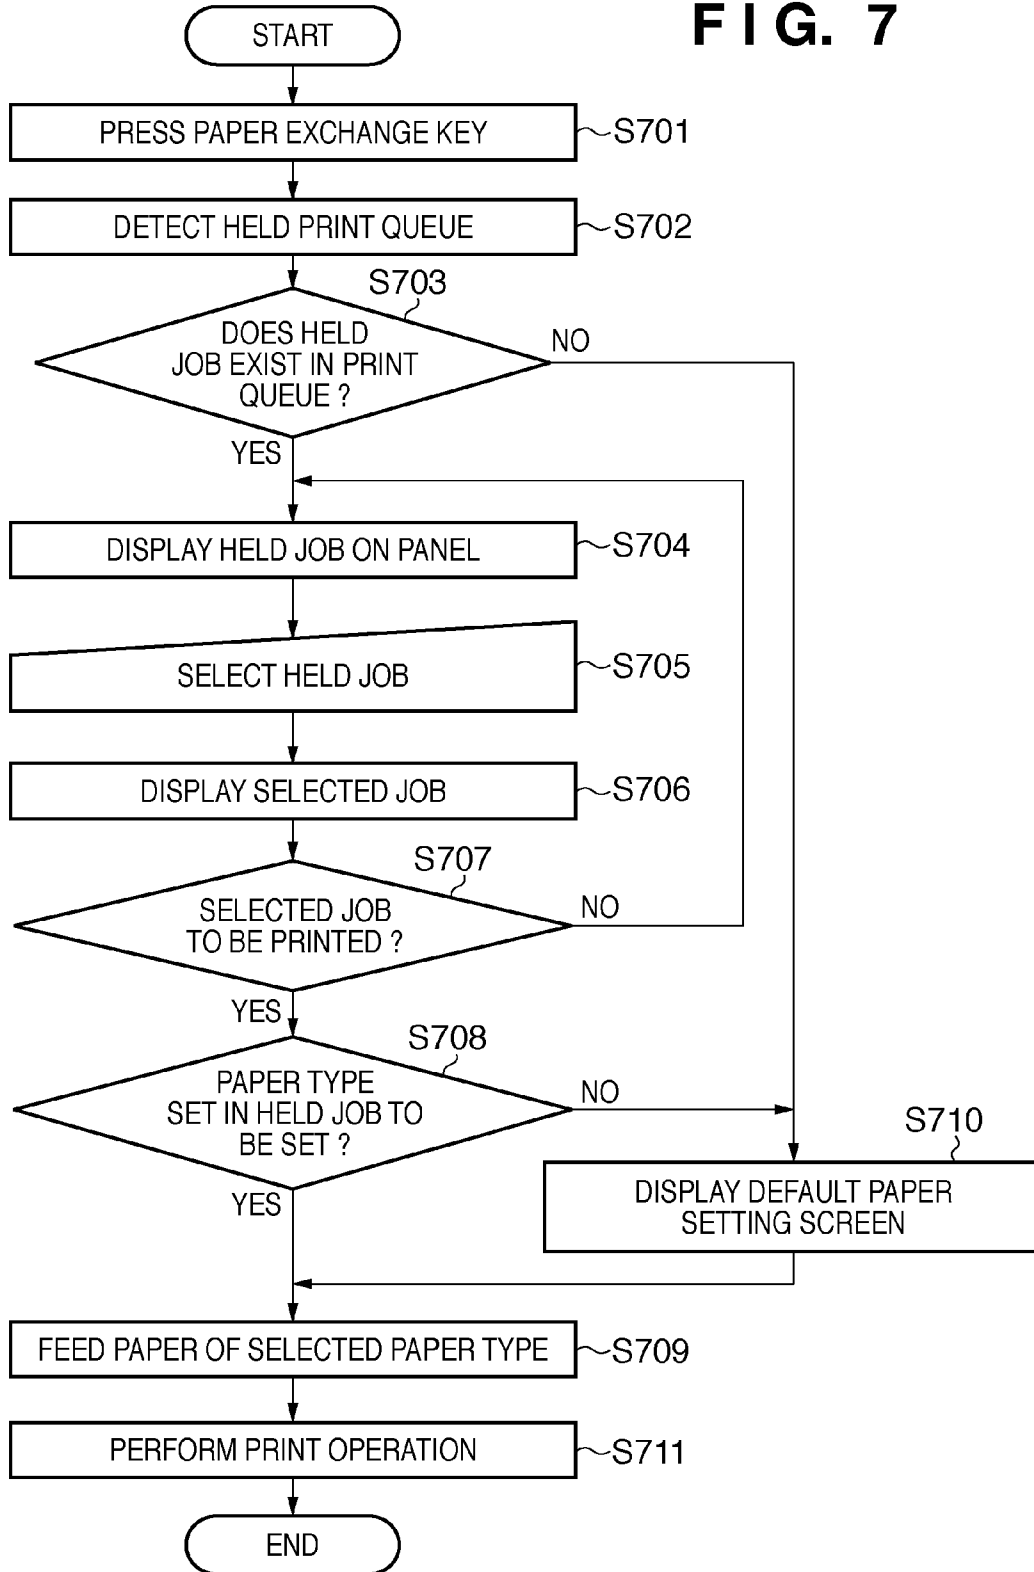 FIG. 7
START
PRESS PAPER EXCHANGE KEY
S701
DETECT HELD PRINT QUEUE
S702
S703
DOES HELD
JOB EXIST IN PRINT
QUEUE ?
NO
YES
DISPLAY HELD JOB ON PANEL
S704
SELECT HELD JOB
S705
DISPLAY SELECTED JOB
S706
S707
SELECTED JOB
TO BE PRINTED ?
NO
YES
S708
PAPER TYPE
SET IN HELD JOB TO
BE SET ?
NO
YES
S710
DISPLAY DEFAULT PAPER
SETTING SCREEN
FEED PAPER OF SELECTED PAPER TYPE
S709
PERFORM PRINT OPERATION
S711
END